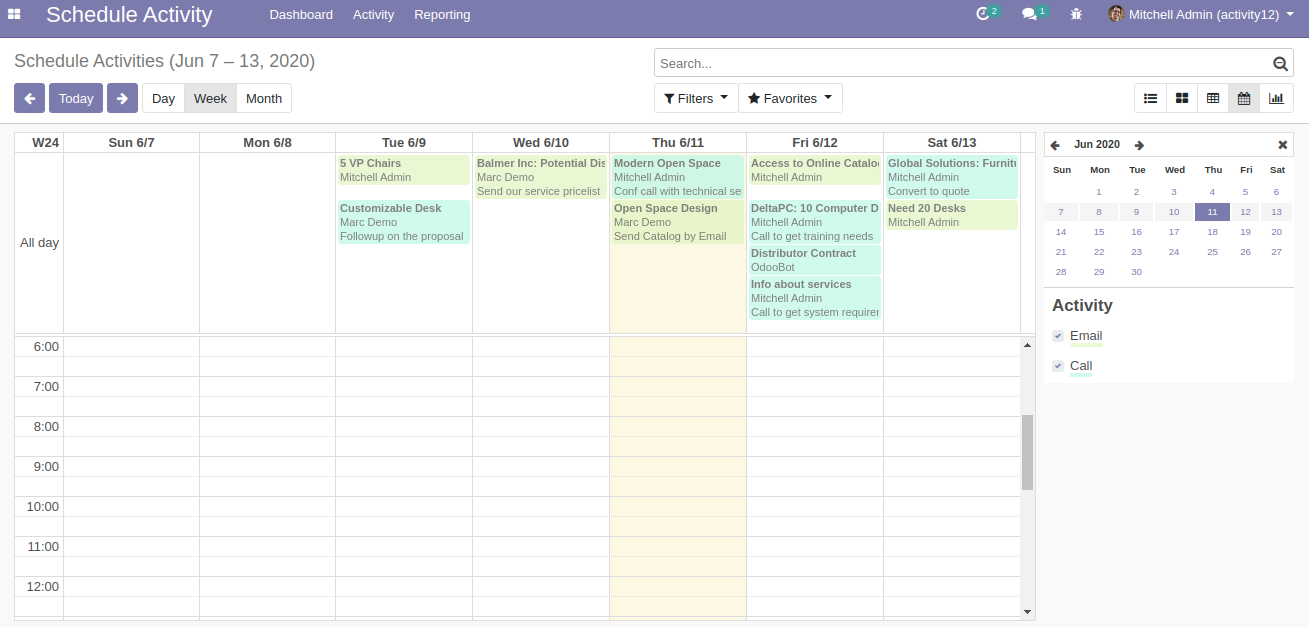 Schedule Activity
Dashboard Activity Reporting
2
1
Mitchell Admin (activity12)
Schedule Activities (Jun 7 – 13, 2020)
Search...
Today
Day Week Month
Filters Favorites
W24 Sun 6/7 Mon 6/8 Tue 6/9 Wed 6/10 Thu 6/11 Fri 6/12 Sat 6/13
All day
5 VP Chairs
Mitchell Admin
Customizable Desk
Marc Demo
Followup on the proposal
Balmer Inc: Potential Dis
Marc Demo
Send our service pricelist
Modern Open Space
Mitchell Admin
Conf call with technical se
Open Space Design
Marc Demo
Send Catalog by Email
Access to Online Catalog
Mitchell Admin
DeltaPC: 10 Computer D
Mitchell Admin
Call to get training needs
Distributor Contract
OdooBot
Info about services
Mitchell Admin
Call to get system requirem
Global Solutions: Furnitu
Mitchell Admin
Convert to quote
Need 20 Desks
Mitchell Admin
6:00
7:00
8:00
9:00
10:00
11:00
12:00
Jun 2020
Sun Mon Tue Wed Thu Fri Sat
1 2 3 4 5 6
7 8 9 10 11 12 13
14 15 16 17 18 19 20
21 22 23 24 25 26 27
28 29 30
Activity
Email
Call